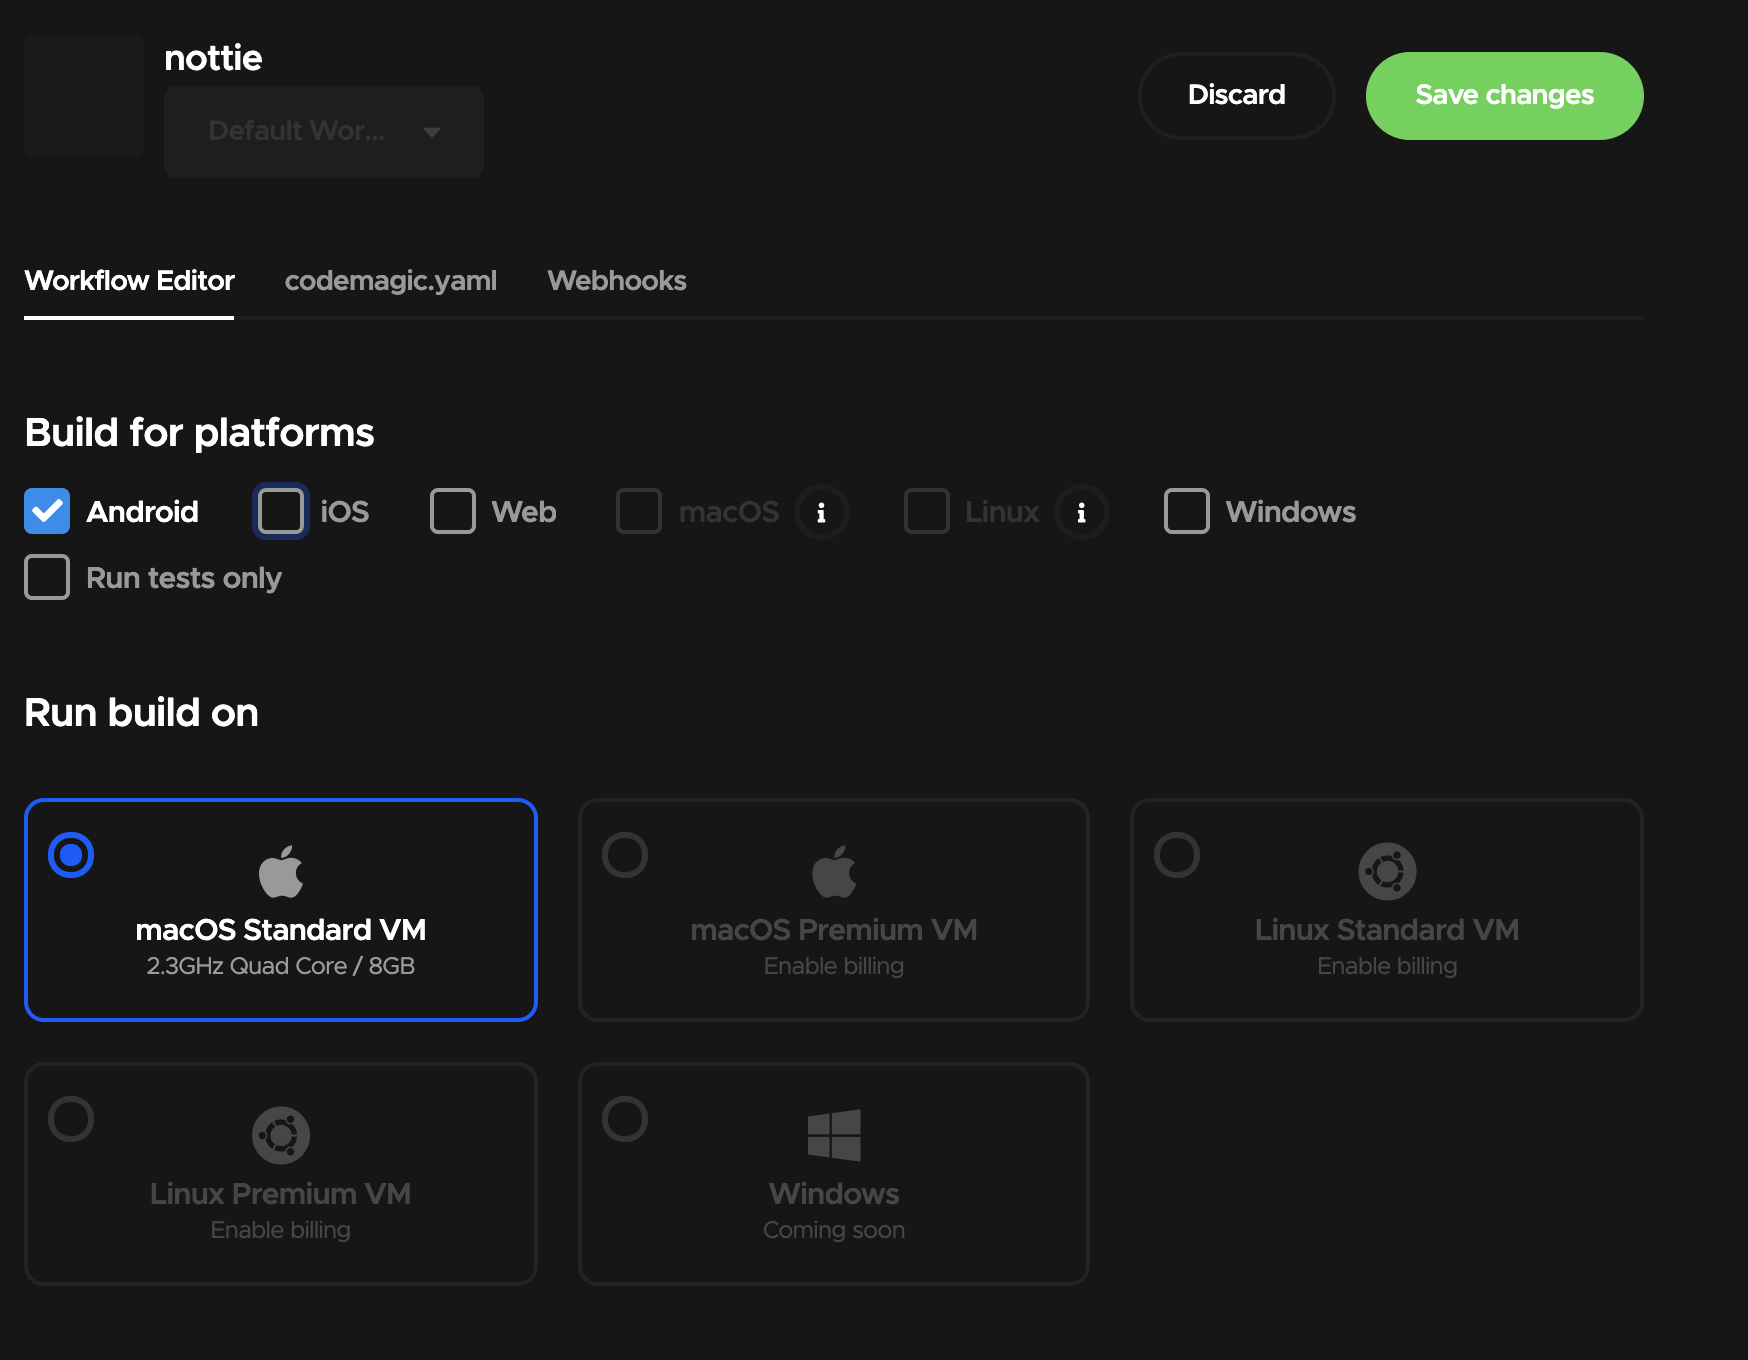 nottie
Default Wor...
Discard
Save changes
Workflow Editor
codemagic.yaml
Webhooks
Build for platforms
Android
iOS
Web
macOS
Linux
Windows
Run tests only
Run build on
macOS Standard VM
2.3GHz Quad Core / 8GB
macOS Premium VM
Enable billing
Linux Standard VM
Enable billing
Linux Premium VM
Enable billing
Windows
Coming soon